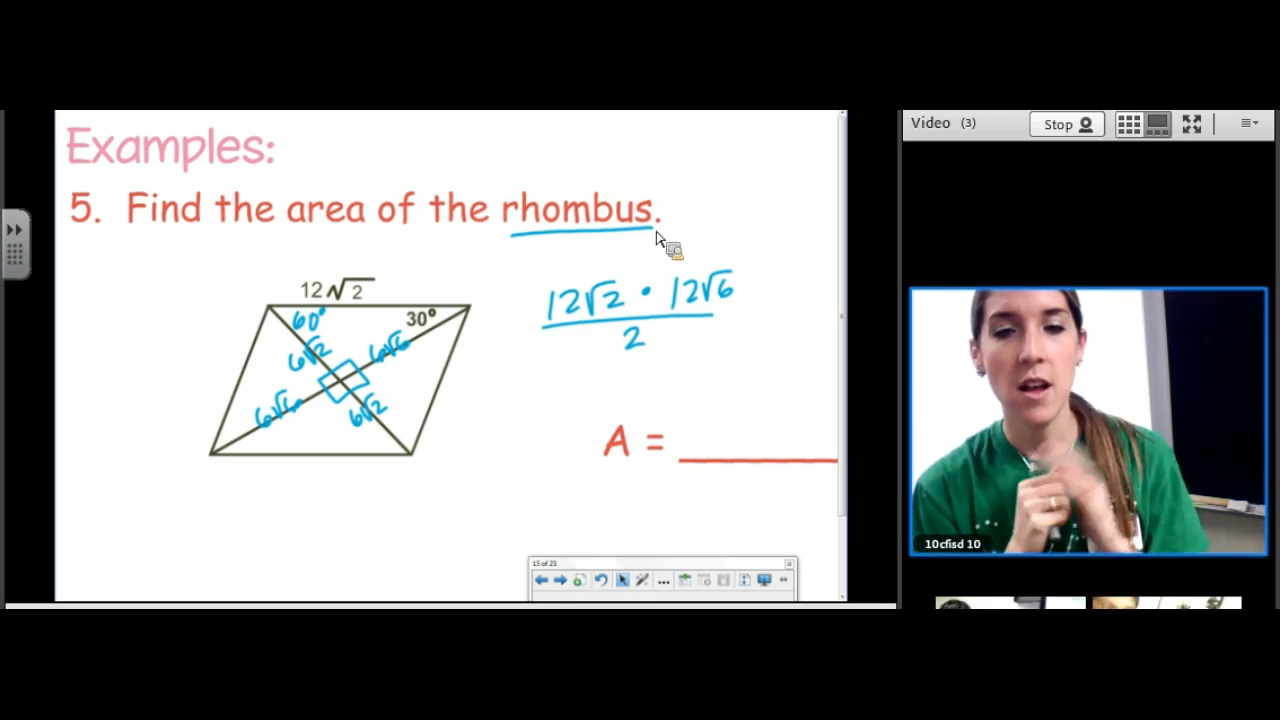 Examples:
5. Find the area of the rhombus.
12√2
60°
30°
6√2
6√6
6√6
6√2
12√2 • 12√6
2
A =
15 of 23
Video (3)
Stop
10cfisd 10